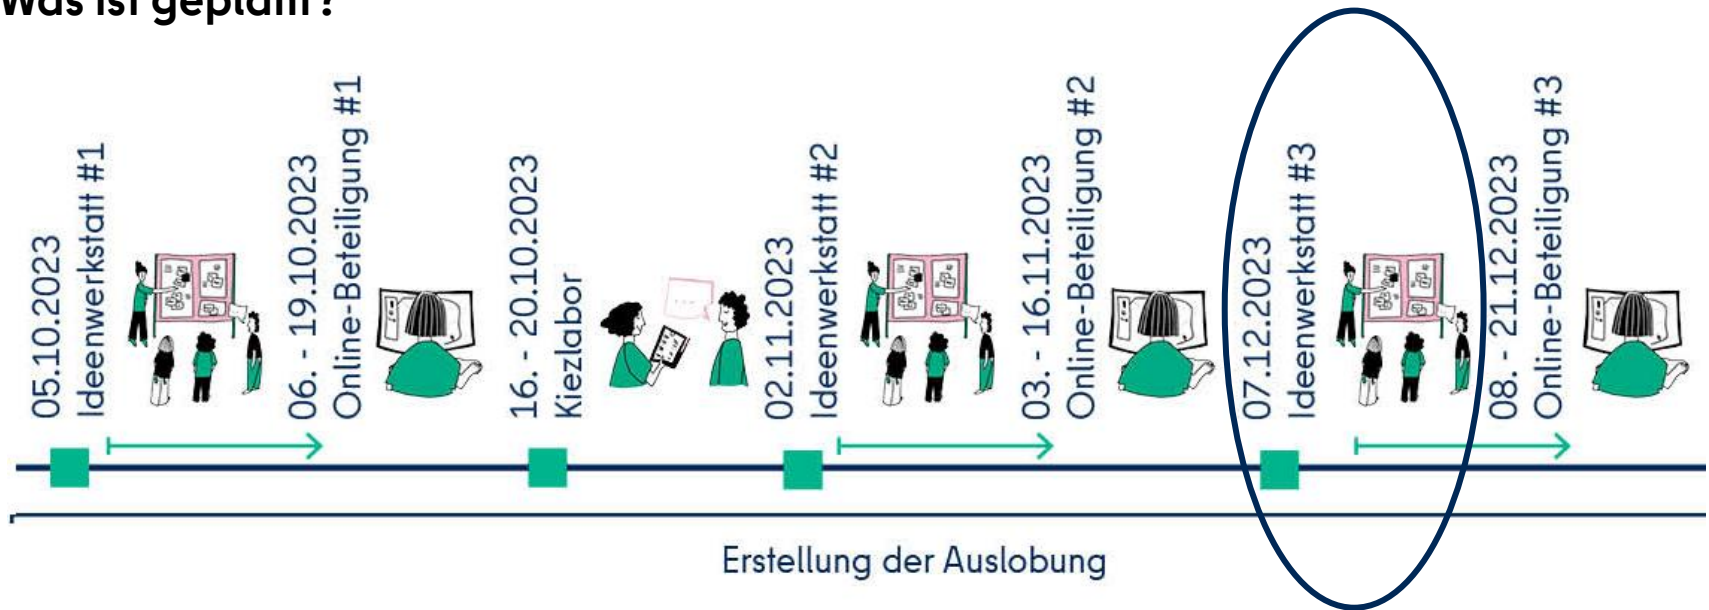 Was ist geplant?
05.10.2023
Ideenwerkstatt #1
06. - 19.10.2023
Online-Beteiligung #1
16. - 20.10.2023
Kiezlabor
02.11.2023
Ideenwerkstatt #2
03. - 16.11.2023
Online-Beteiligung #2
07.12.2023
Ideenwerkstatt #3
08. - 21.12.2023
Online-Beteiligung #3
Erstellung der Auslobung